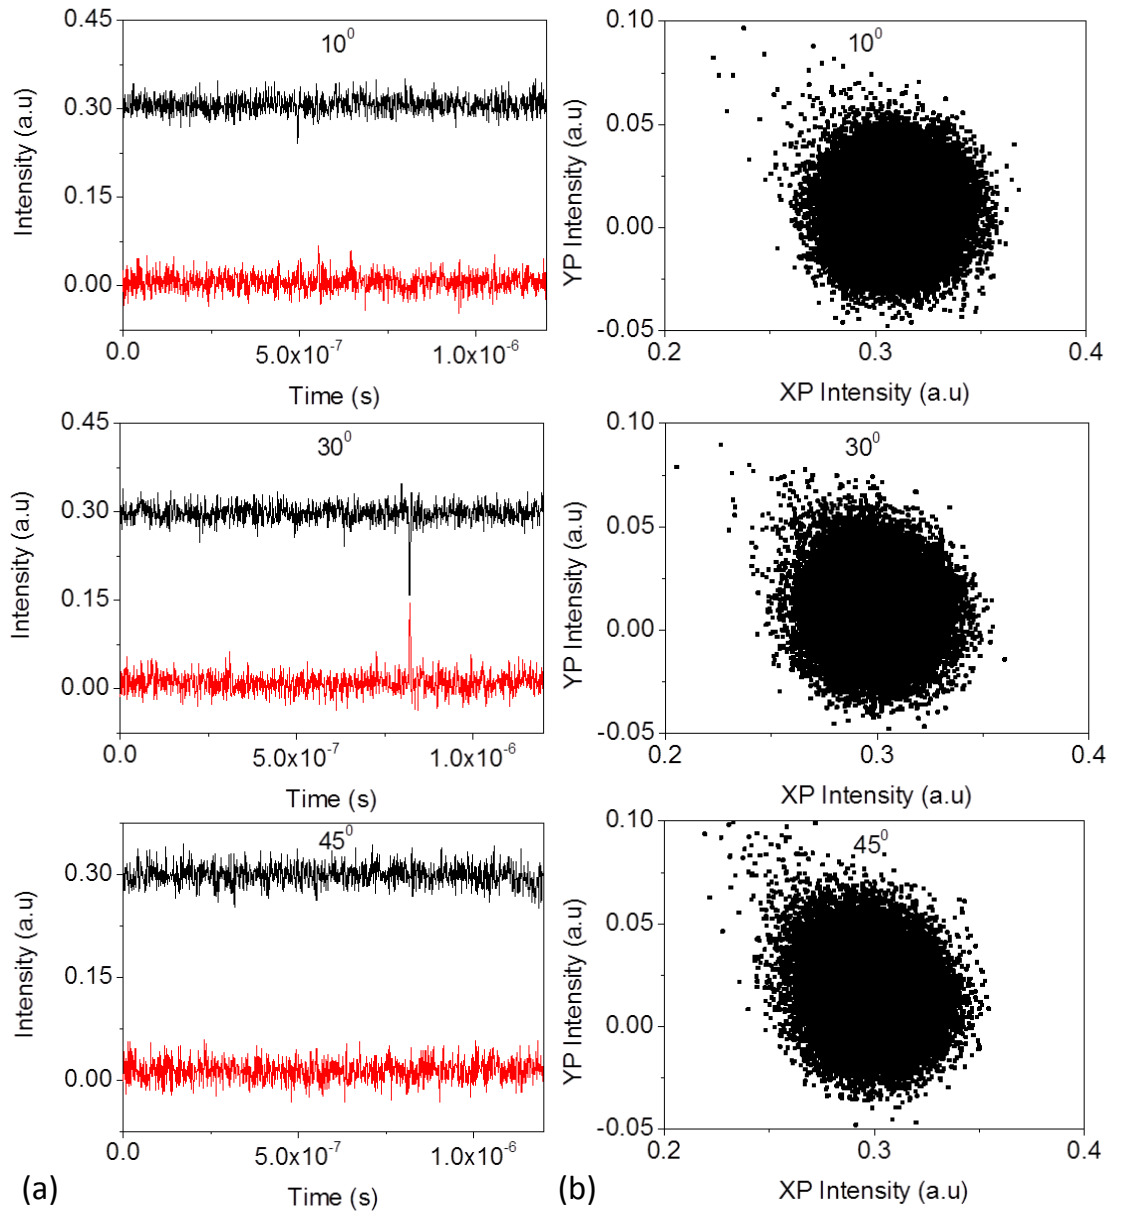 0.45
0.30
0.15
0.00
Intensity (a.u)
10⁰
0.0
5.0x10⁻⁷
1.0x10⁻⁶
Time (s)
0.10
0.05
0.00
-0.05
YP Intensity (a.u)
10⁰
0.2
0.3
0.4
XP Intensity (a.u)
0.45
0.30
0.15
0.00
Intensity (a.u)
30⁰
0.0
5.0x10⁻⁷
1.0x10⁻⁶
Time (s)
0.10
0.05
0.00
-0.05
YP Intensity (a.u)
30⁰
0.2
0.3
0.4
XP Intensity (a.u)
0.30
0.15
0.00
Intensity (a.u)
45⁰
0.0
5.0x10⁻⁷
1.0x10⁻⁶
Time (s)
(a)
0.10
0.05
0.00
-0.05
YP Intensity (a.u)
45⁰
0.2
0.3
0.4
XP Intensity (a.u)
(b)